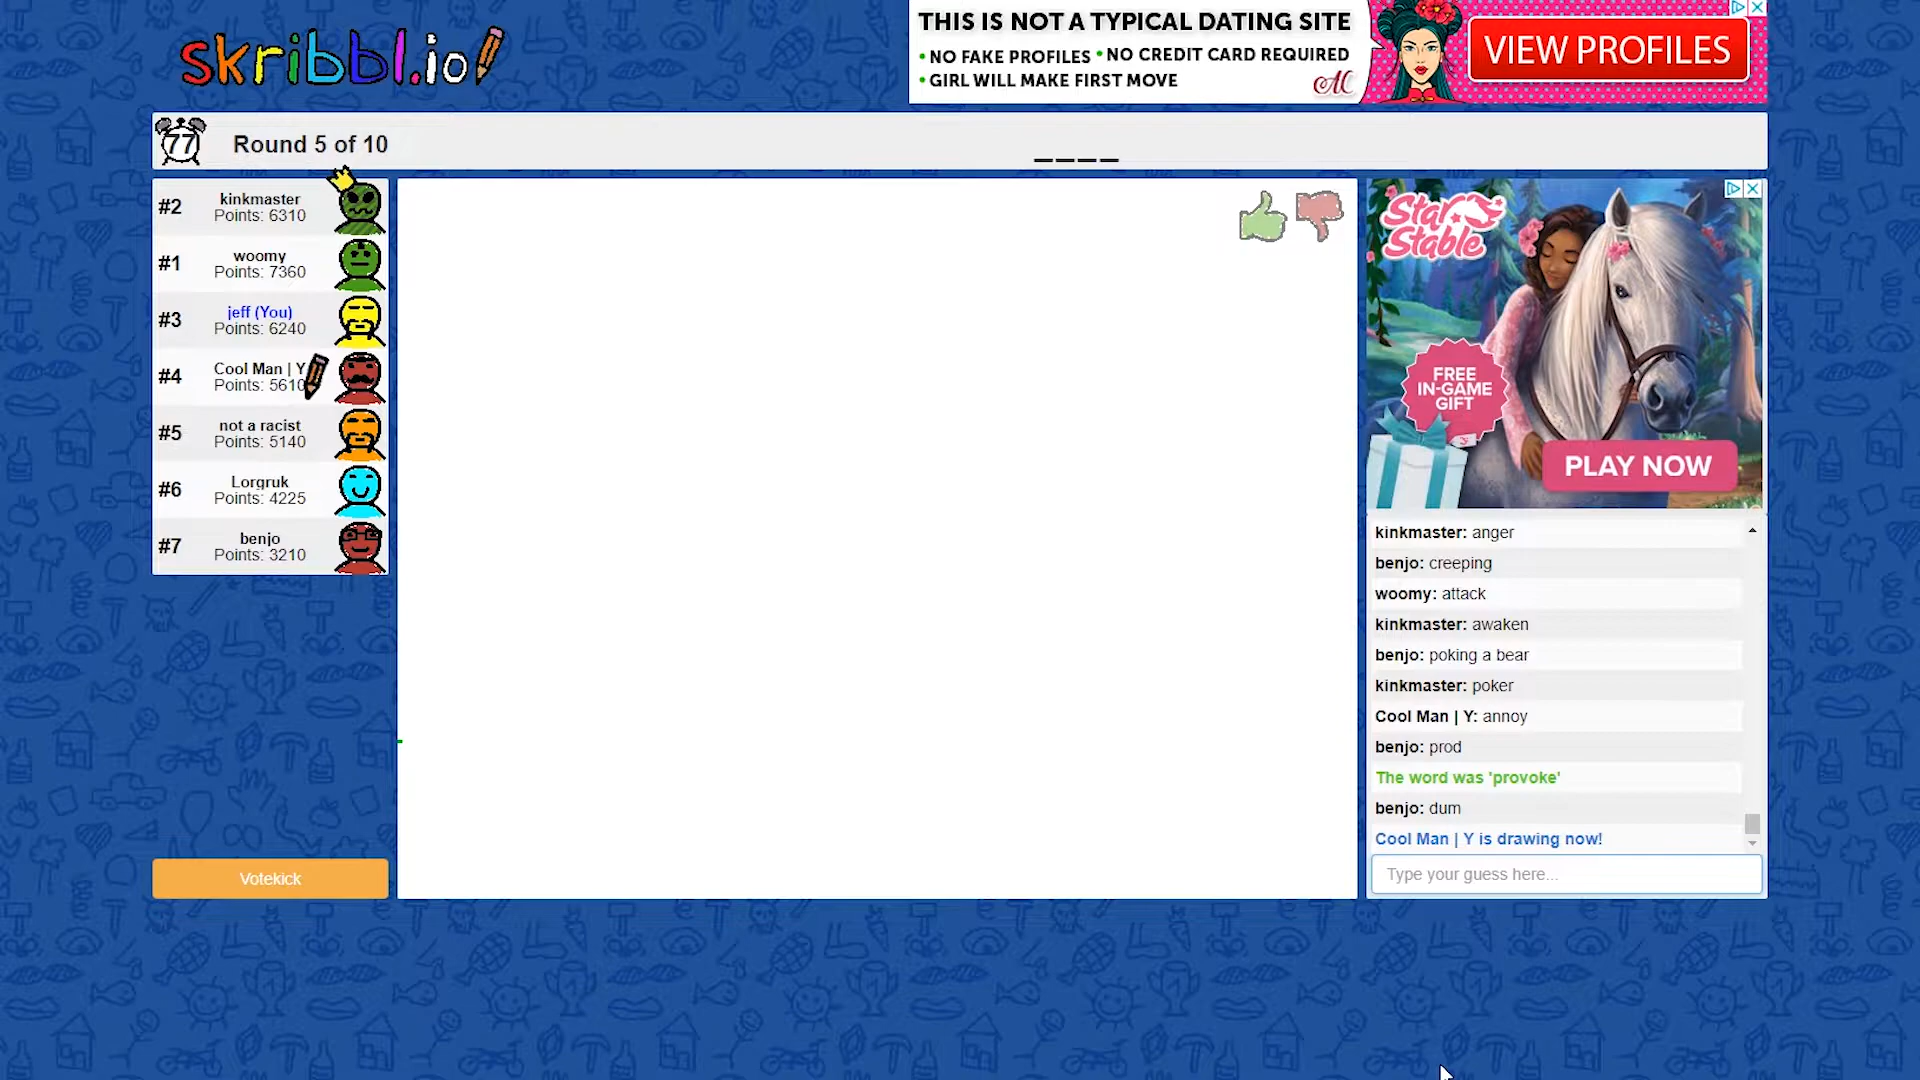 skribbl.io
THIS IS NOT A TYPICAL DATING SITE
• NO FAKE PROFILES • NO CREDIT CARD REQUIRED
• GIRL WILL MAKE FIRST MOVE
AC
VIEW PROFILES
77
Round 5 of 10
_ _ _ _
#2 kinkmaster
Points: 6310
#1 woomy
Points: 7360
#3 jeff (You)
Points: 6240
#4 Cool Man | Y
Points: 5610
#5 not a racist
Points: 5140
#6 Lorgruk
Points: 4225
#7 benjo
Points: 3210
Votekick
Star
Stable
FREE
IN-GAME
GIFT
PLAY NOW
kinkmaster: anger
benjo: creeping
woomy: attack
kinkmaster: awaken
benjo: poking a bear
kinkmaster: poker
Cool Man | Y: annoy
benjo: prod
The word was 'provoke'
benjo: dum
Cool Man | Y is drawing now!
Type your guess here...